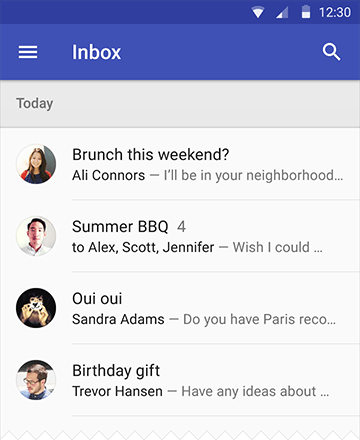 12:30
Inbox
Today
Brunch this weekend?
Ali Connors — I'll be in your neighborhood…
Summer BBQ 4
to Alex, Scott, Jennifer — Wish I could …
Oui oui
Sandra Adams — Do you have Paris reco…
Birthday gift
Trevor Hansen — Have any ideas about …